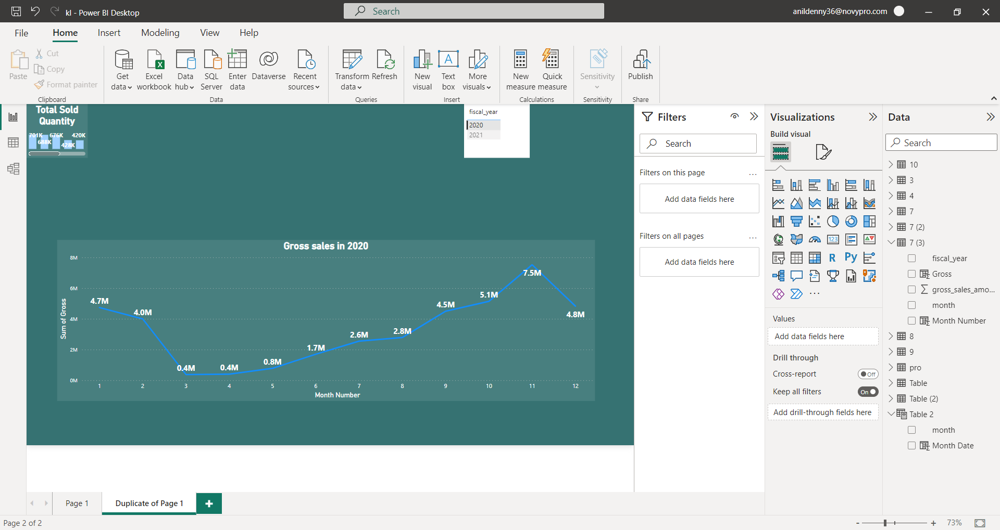 kl - Power BI Desktop
Search
anildenny36@novypro.com
File
Home
Insert
Modeling
View
Help
Paste
Cut
Copy
Format painter
Clipboard
Get data
Excel workbook
Data hub
SQL Server
Enter data
Dataverse
Recent sources
Data
Transform data
Refresh
Queries
New visual
Text box
More visuals
Insert
New measure
Quick measure
Calculations
Sensitivity
Sensitivity
Publish
Share
Total Sold
Quantity
701K
688K
676K
428K
420K
fiscal_year
2020
2021
Gross sales in 2020
Sum of Gross
8M
6M
4M
2M
0M
4.7M
4.0M
0.4M
0.4M
0.8M
1.7M
2.6M
2.8M
4.5M
5.1M
7.5M
4.8M
1 2 3 4 5 6 7 8 9 10 11 12
Month Number
Filters
Search
Filters on this page
...
Add data fields here
Filters on all pages
...
Add data fields here
Visualizations
Build visual
123
R
Py
...
Values
Add data fields here
Drill through
Cross-report
Off
Keep all filters
On
Add drill-through fields here
Data
Search
10
3
4
7
7 (2)
7 (3)
fiscal_year
Gross
gross_sales_amo...
month
Month Number
8
9
pro
Table
Table (2)
Table 2
month
Month Date
Page 1
Duplicate of Page 1
+
Page 2 of 2
- + 73%